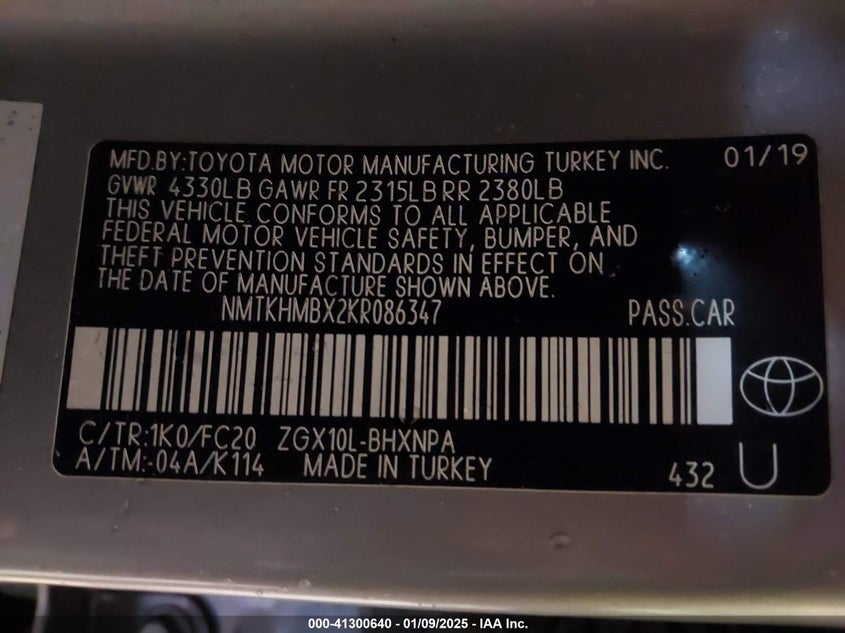 MFD.BY:TOYOTA MOTOR MANUFACTURING TURKEY INC. 01/19
GVWR 4330LB GAWR FR 2315LB RR 2380LB
THIS VEHICLE CONFORMS TO ALL APPLICABLE
FEDERAL MOTOR VEHICLE SAFETY, BUMPER, AND
THEFT PREVENTION STANDARDS IN EFFECT ON
THE DATE OF MANUFACTURE SHOWN ABOVE.
NMTKHMBX2KR086347 PASS.CAR
C/TR:1K0/FC20 ZGX10L-BHXNPA
A/TM:-04A/K114 MADE IN TURKEY 432 U
000-41300640 - 01/09/2025 - IAA Inc.